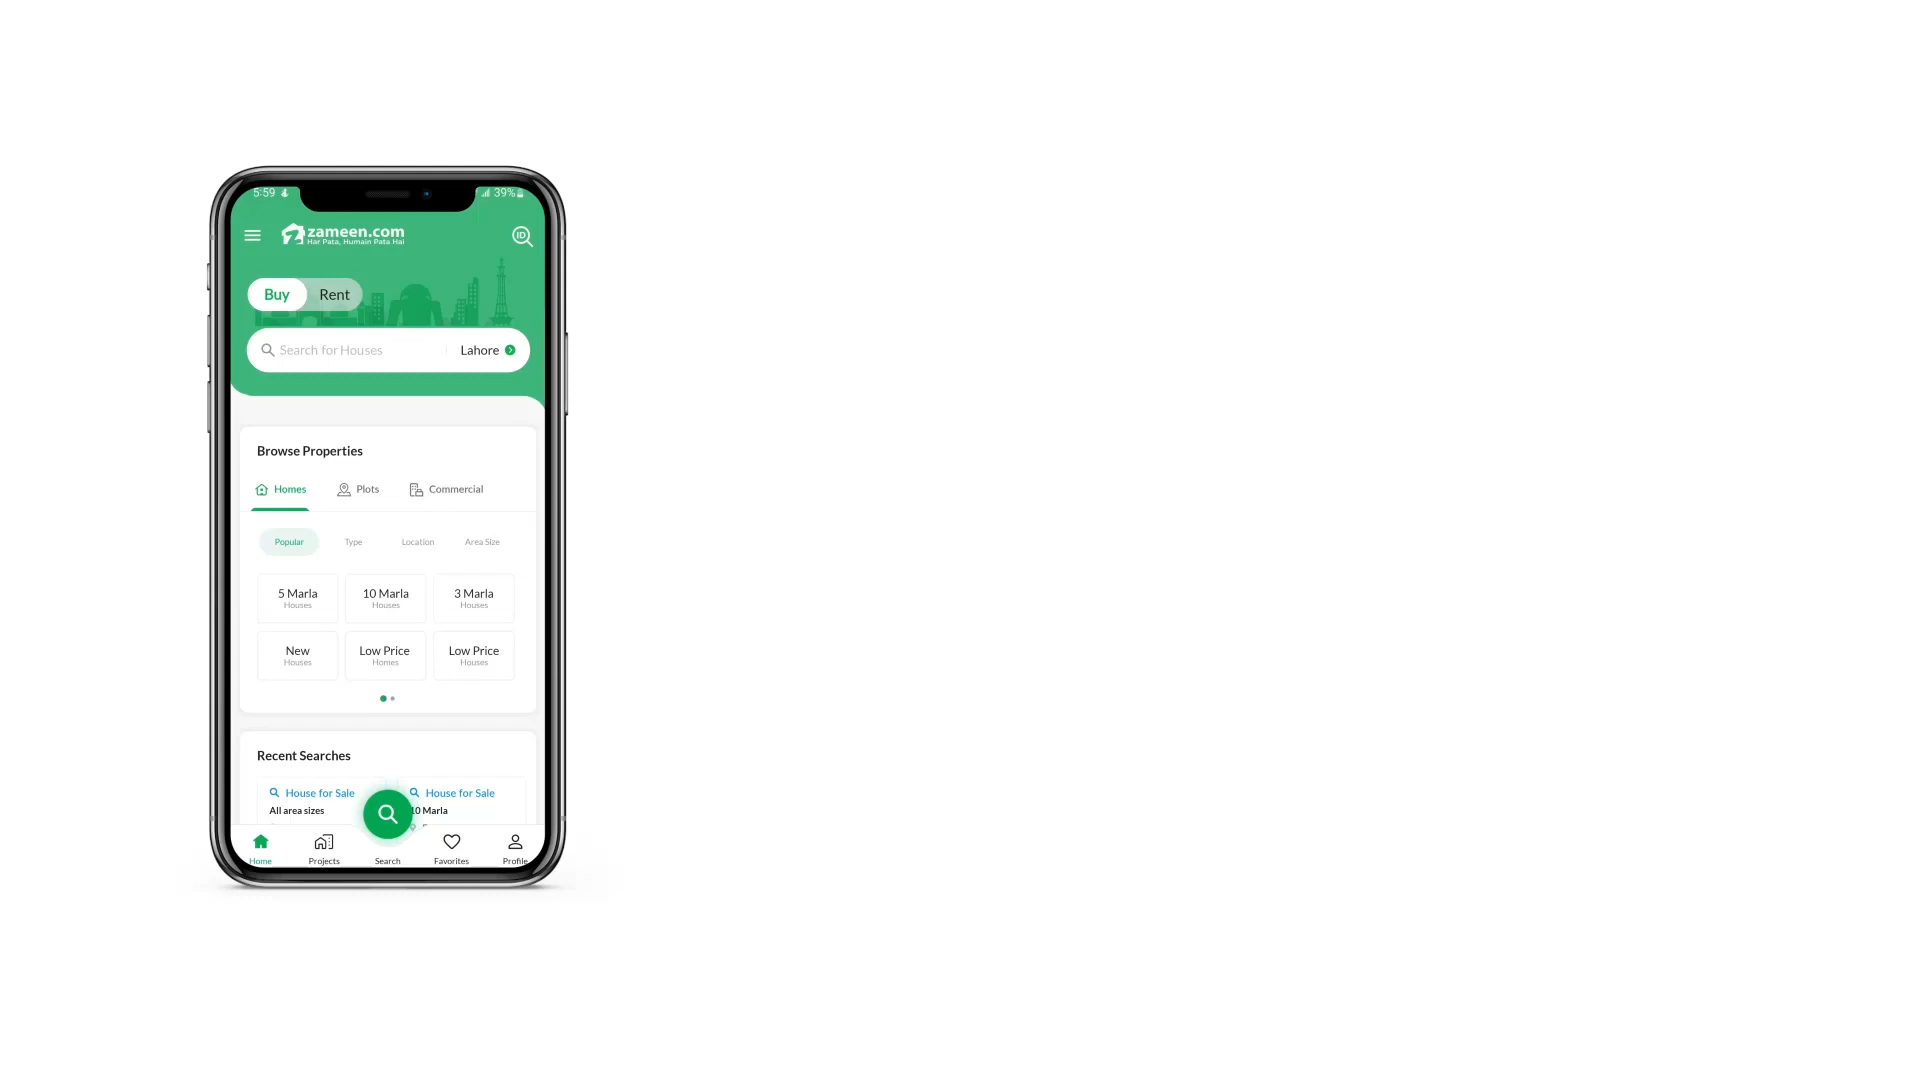 5:59
39%
zameen.com
Har Pata, Humain Pata Hai
ID
Buy Rent
Search for Houses Lahore
Browse Properties
Homes Plots Commercial
Popular Type Location Area Size
5 Marla 10 Marla 3 Marla
Houses Houses Houses
New Low Price Low Price
Houses Homes Houses
Recent Searches
House for Sale House for Sale
All area sizes 10 Marla
Home Projects Search Favorites Profile